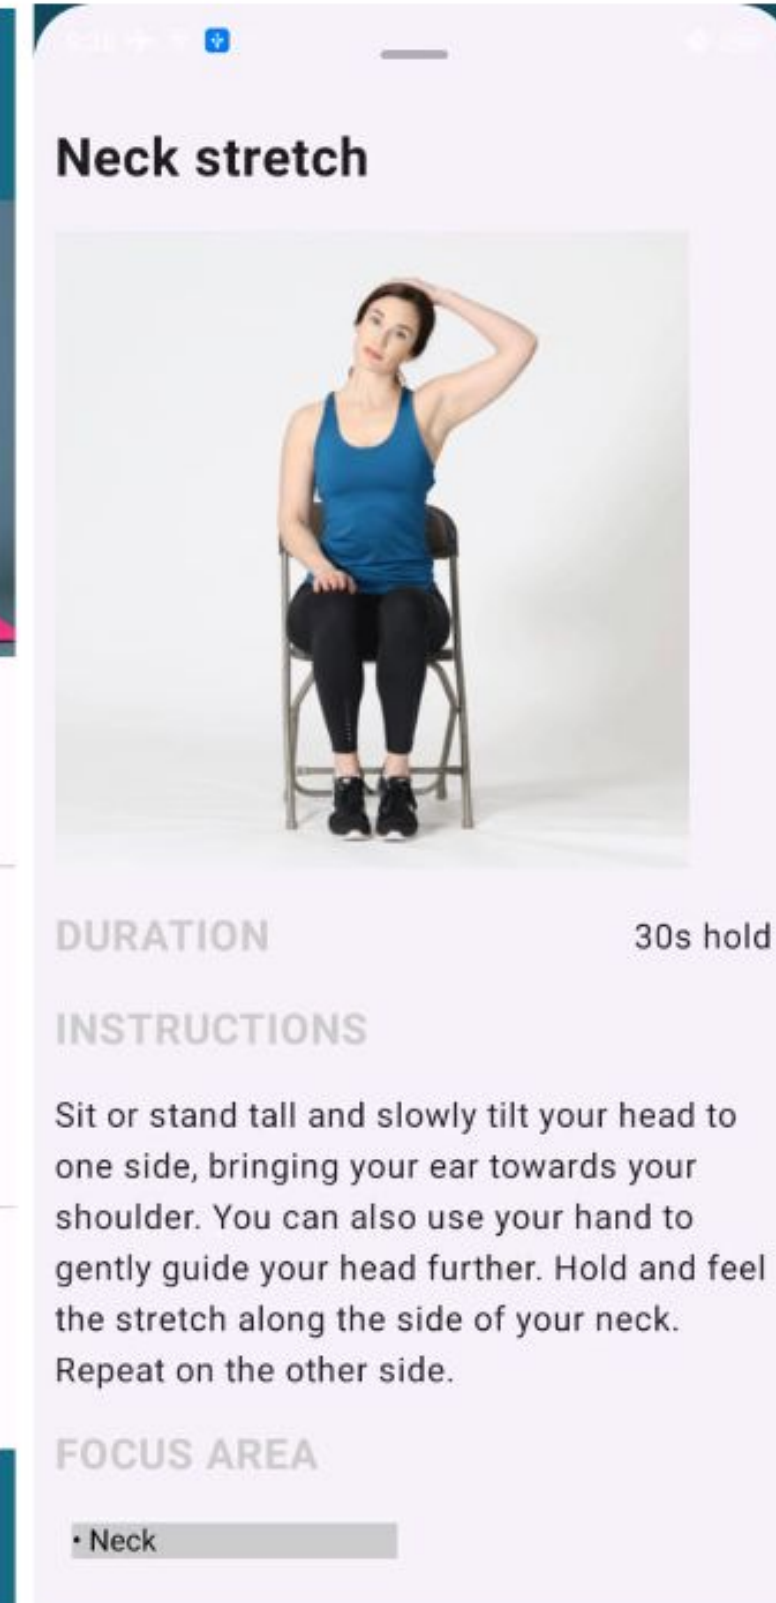 Neck stretch
DURATION
30s hold
INSTRUCTIONS
Sit or stand tall and slowly tilt your head to
one side, bringing your ear towards your
shoulder. You can also use your hand to
gently guide your head further. Hold and feel
the stretch along the side of your neck.
Repeat on the other side.
FOCUS AREA
• Neck